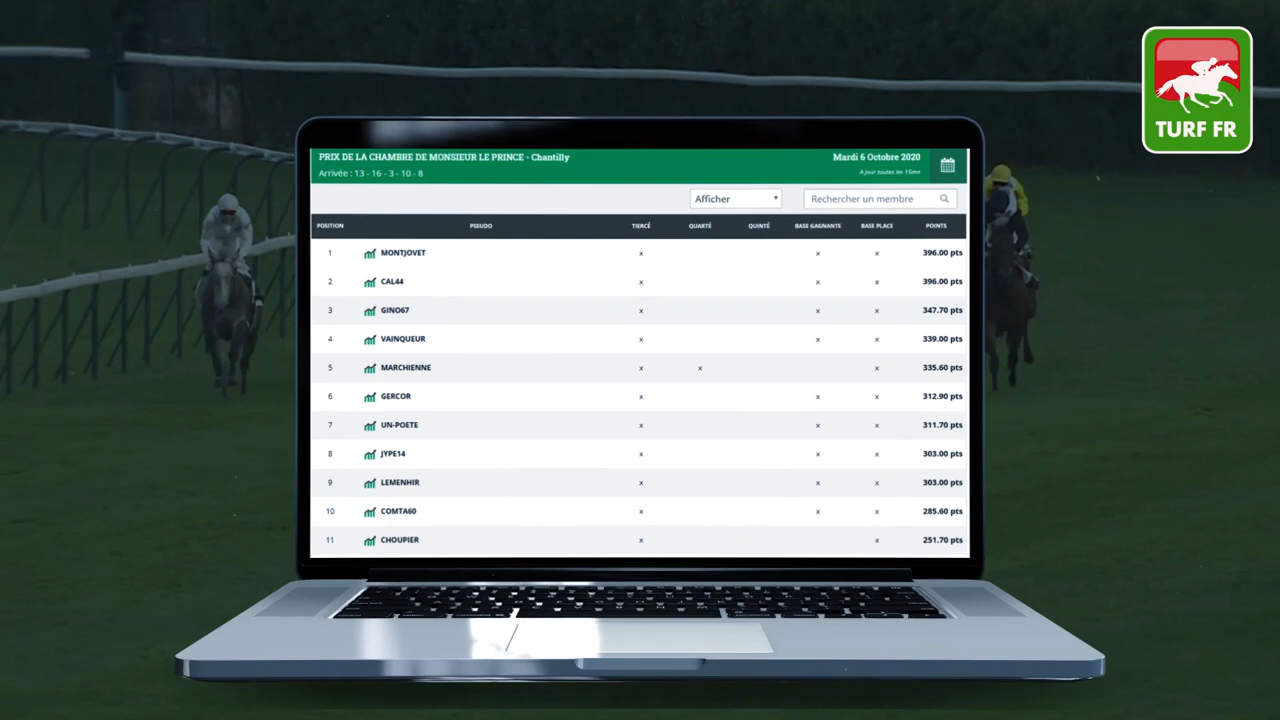 TURF FR
PRIX DE LA CHAMBRE DE MONSIEUR LE PRINCE - Chantilly
Mardi 6 Octobre 2020
Arrivée : 13 - 16 - 3 - 10 - 8
A jour toutes les 15mn
Afficher
Rechercher un membre
POSITION PSEUDO TIERCÉ QUARTÉ QUINTÉ BASE GAGNANTE BASE PLACE POINTS
1 MONTJOVET x x x 396.00 pts
2 CAL44 x x x 396.00 pts
3 GINO67 x x x 347.70 pts
4 VAINQUEUR x x x 339.00 pts
5 MARCHIENNE x x x 335.60 pts
6 GERCOR x x x 312.90 pts
7 UN-POETE x x x 311.70 pts
8 JYPE14 x x x 303.00 pts
9 LEMENHIR x x x 303.00 pts
10 COMTA60 x x x 285.60 pts
11 CHOUPIER x x 251.70 pts